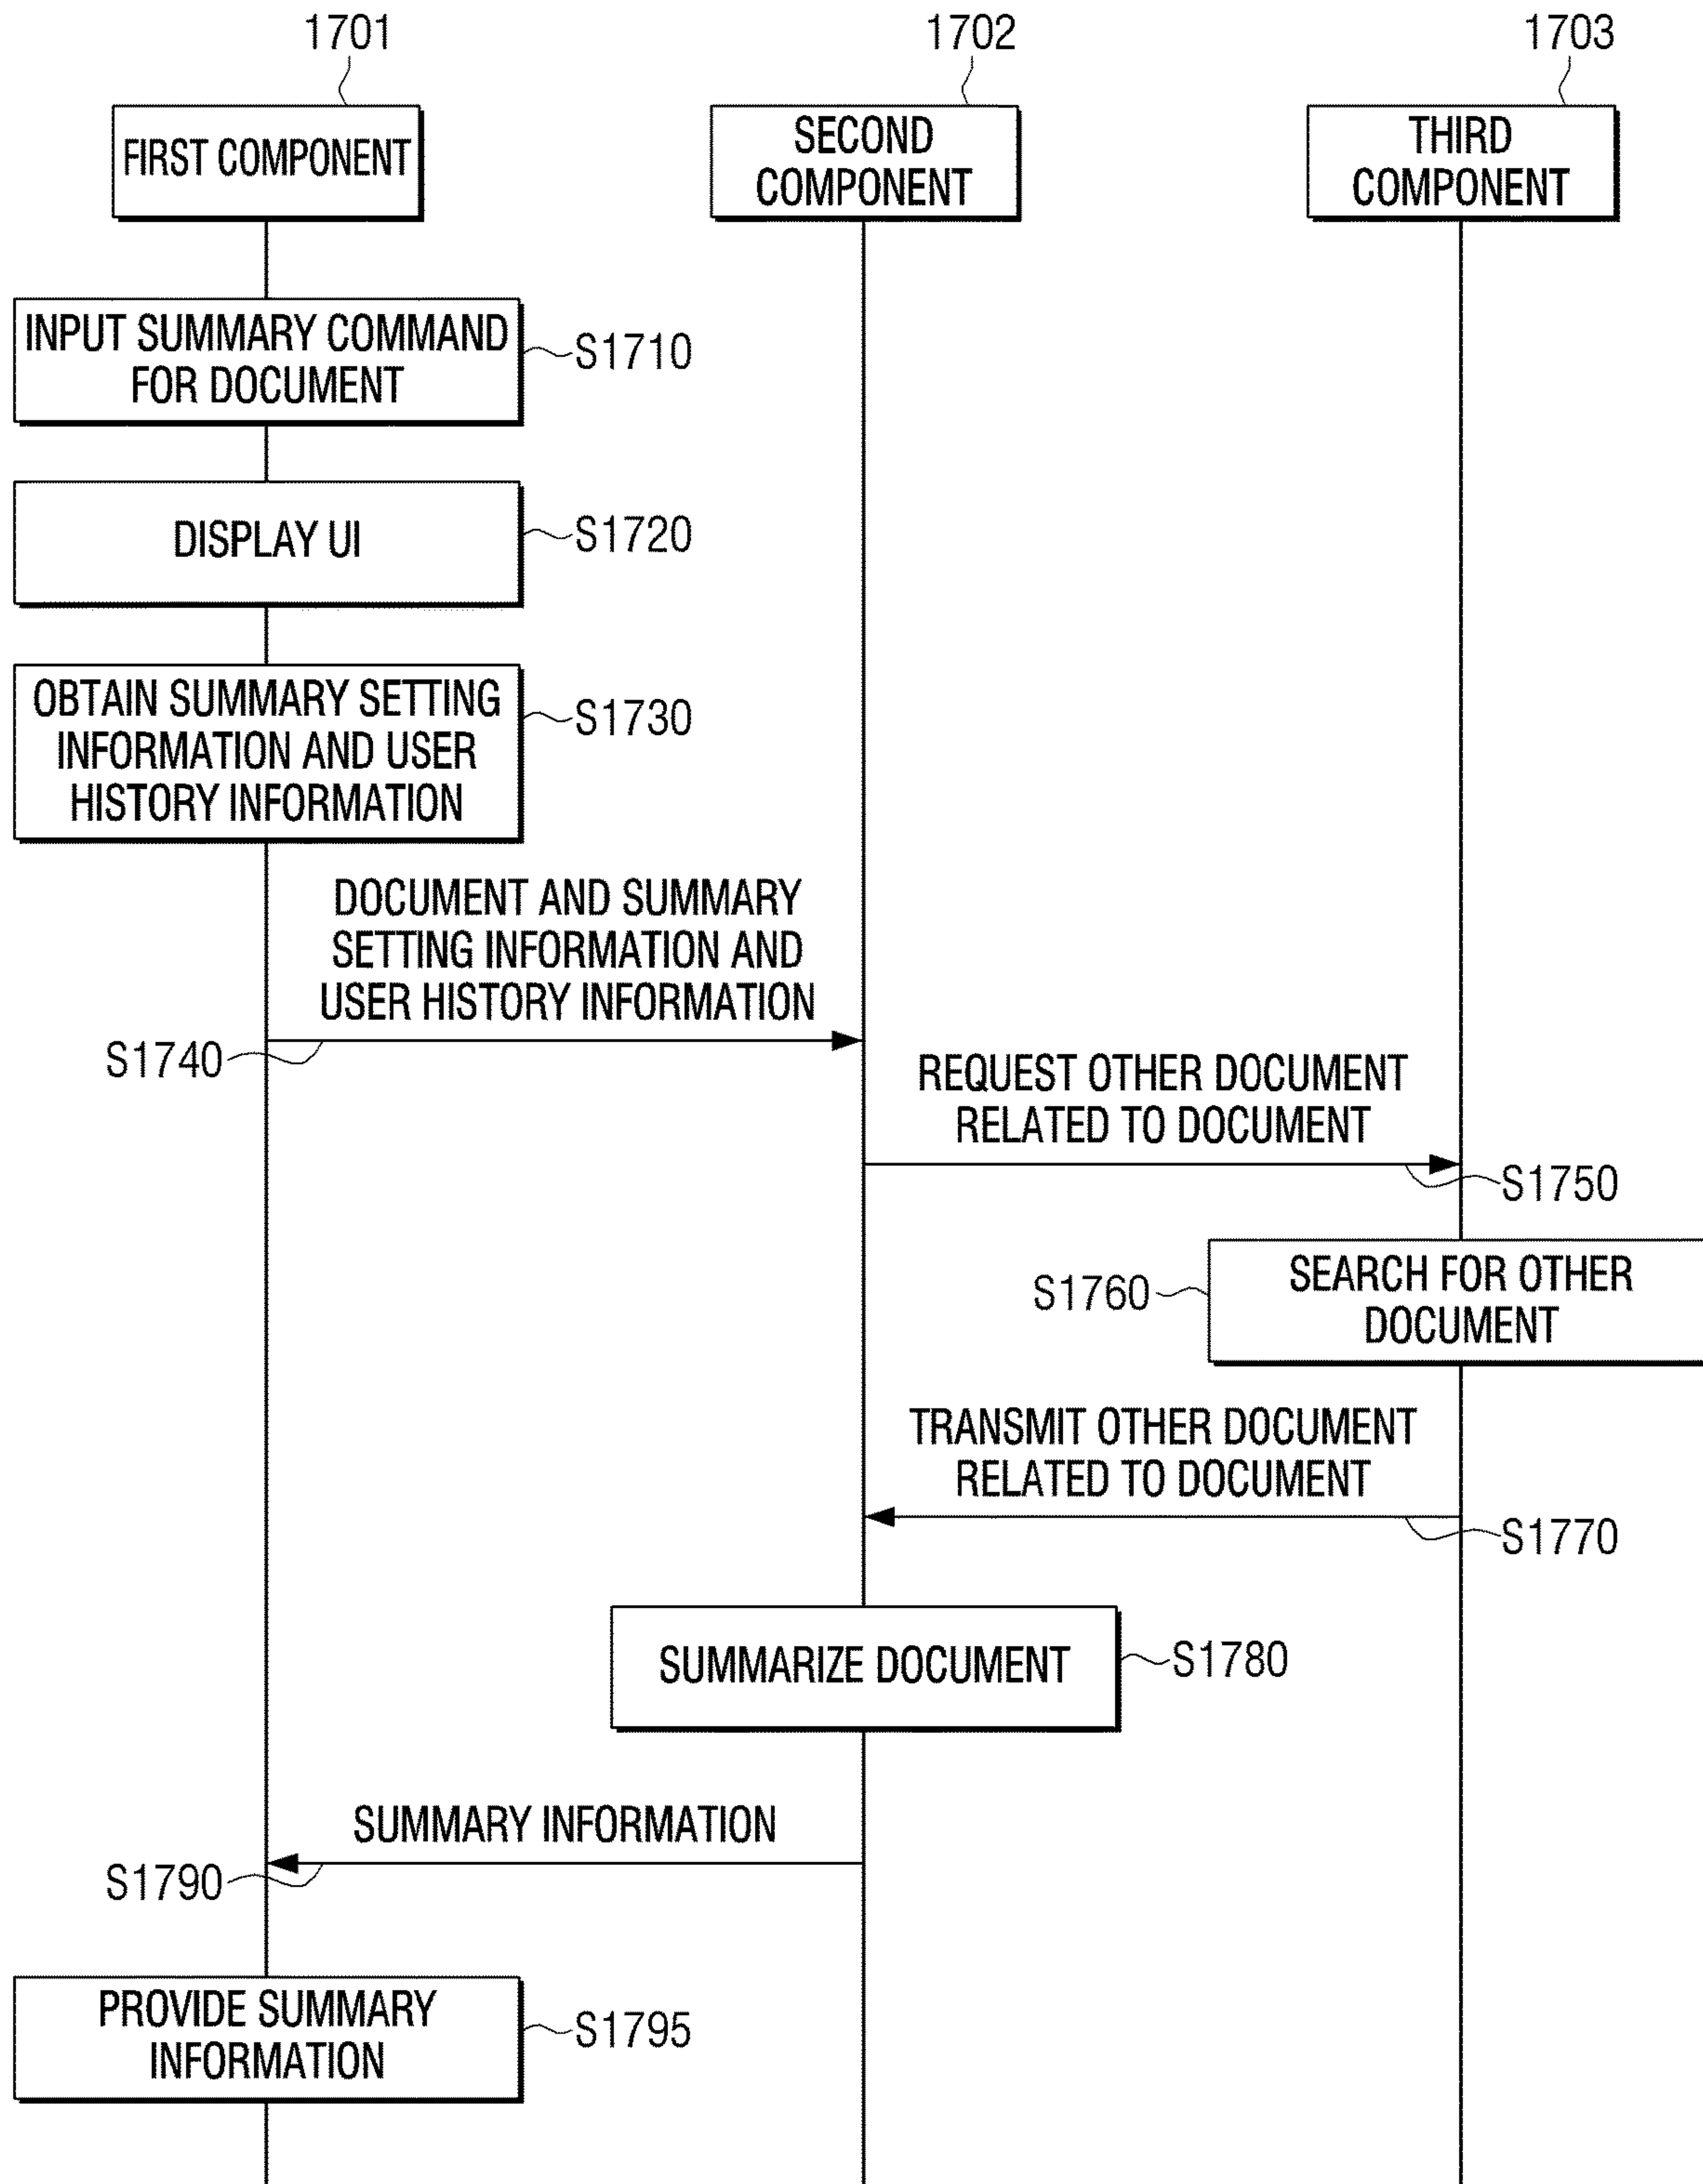 1701
1702
1703
FIRST COMPONENT
SECOND
COMPONENT
THIRD
COMPONENT
INPUT SUMMARY COMMAND
FOR DOCUMENT
S1710
DISPLAY UI
S1720
OBTAIN SUMMARY SETTING
INFORMATION AND USER
HISTORY INFORMATION
S1730
DOCUMENT AND SUMMARY
SETTING INFORMATION AND
USER HISTORY INFORMATION
S1740
REQUEST OTHER DOCUMENT
RELATED TO DOCUMENT
S1750
S1760
SEARCH FOR OTHER
DOCUMENT
TRANSMIT OTHER DOCUMENT
RELATED TO DOCUMENT
S1770
SUMMARIZE DOCUMENT
S1780
SUMMARY INFORMATION
S1790
PROVIDE SUMMARY
INFORMATION
S1795